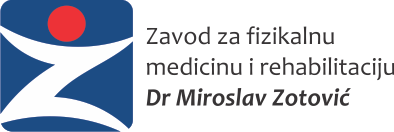 Zavod za fizikalnu
medicinu i rehabilitaciju
Dr Miroslav Zotović